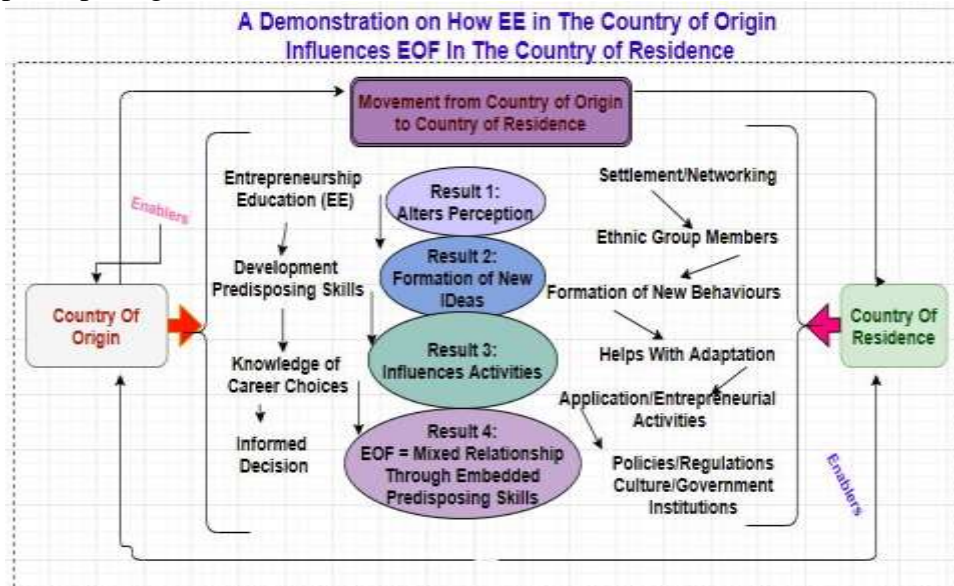 A Demonstration on How EE in The Country of Origin
Influences EOF In The Country of Residence
Movement from Country of Origin
to Country of Residence
Enablers
Country Of
Origin
Entrepreneurship
Education (EE)
Development
Predisposing Skills
Knowledge of
Career Choices
Informed
Decision
Result 1:
Alters Perception
Result 2:
Formation of New
IDeas
Result 3:
Influences Activities
Result 4:
EOF = Mixed Relationship
Through Embedded
Predisposing Skills
Settlement/Networking
Ethnic Group Members
Formation of New Behaviours
Helps With Adaptation
Application/Entrepreneurial
Activities
Policies/Regulations
Culture/Government
Institutions
Country Of
Residence
Enablers